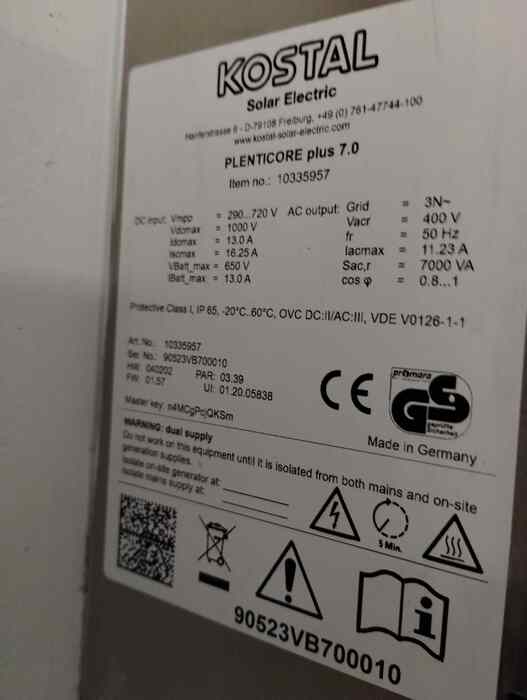 KOSTAL
Solar Electric
Hanferstrasse 6 - D-79108 Freiburg, +49 (0) 761-47744-100
www.kostal-solar-electric.com
PLENTICORE plus 7.0
Item no.: 10335957
DC input: Vmpp = 290...720 V AC output: Grid = 3N~
Vdcmax = 1000 V Vacr = 400 V
Idcmax = 13.0 A fr = 50 Hz
Iscmax = 16.25 A Iacmax = 11.23 A
VBatt_max = 650 V Sac,r = 7000 VA
IBatt_max = 13.0 A cos φ = 0.8...1
Protective Class I, IP 65, -20°C..60°C, OVC DC:II/AC:III, VDE V0126-1-1
Art. No.: 10335957
Ser. No.: 90523VB700010
HW: 040202 PAR: 03.39
FW: 01.57 UI: 01.20.05838
Master key: n4MCgPcjQKSm
CE
geprüfte
Sicherheit
GS
Made in Germany
WARNING: dual supply
Do not work on this equipment until it is isolated from both mains and on-site
generation supplies.
Isolate on-site generator at:
Isolate mains supply at:
5 Min.
90523VB700010